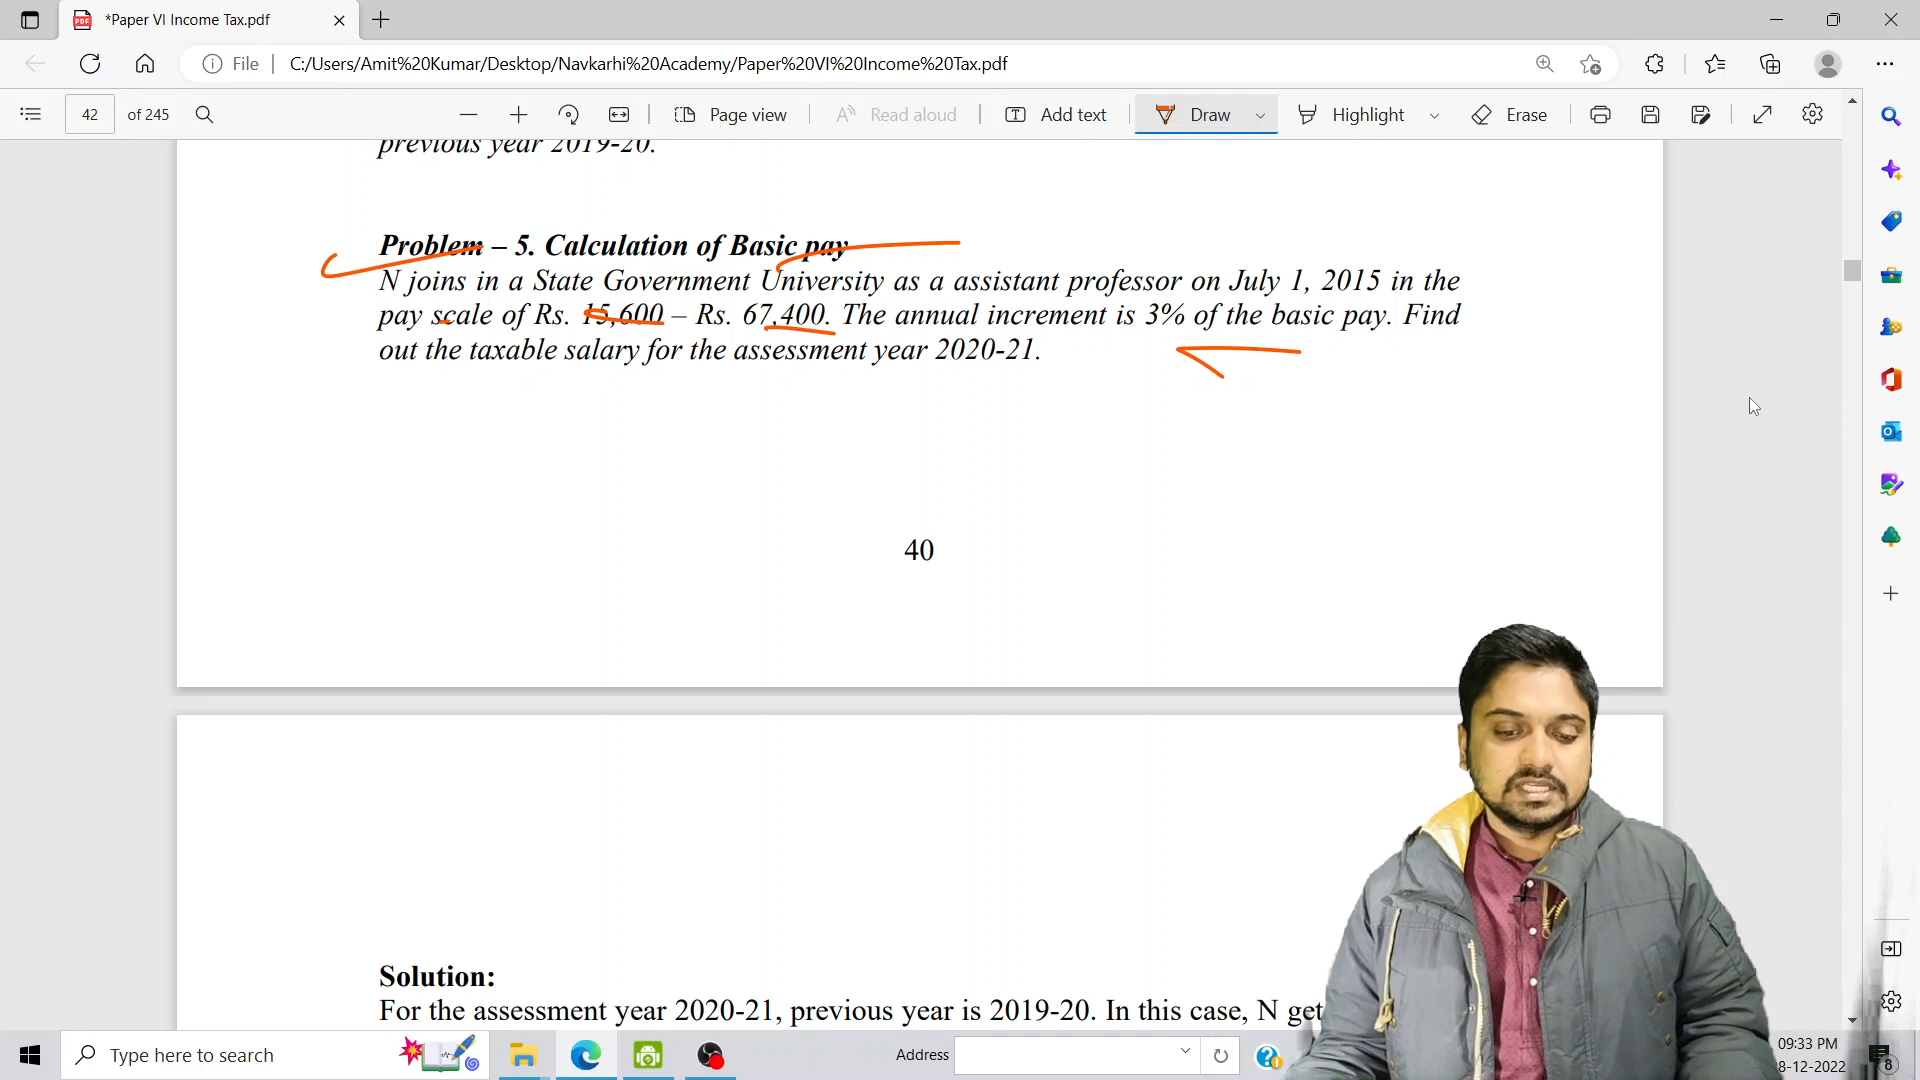 *Paper VI Income Tax.pdf
File
C:/Users/Amit%20Kumar/Desktop/Navkarhi%20Academy/Paper%20VI%20Income%20Tax.pdf
42 of 245
Page view
Read aloud
Add text
Draw
Highlight
Erase
previous year 2019-20.
Problem – 5. Calculation of Basic pay
N joins in a State Government University as a assistant professor on July 1, 2015 in the
pay scale of Rs. 15,600 – Rs. 67,400. The annual increment is 3% of the basic pay. Find
out the taxable salary for the assessment year 2020-21.
40
Solution:
For the assessment year 2020-21, previous year is 2019-20. In this case, N get
Type here to search
Address
09:33 PM
8-12-2022
8